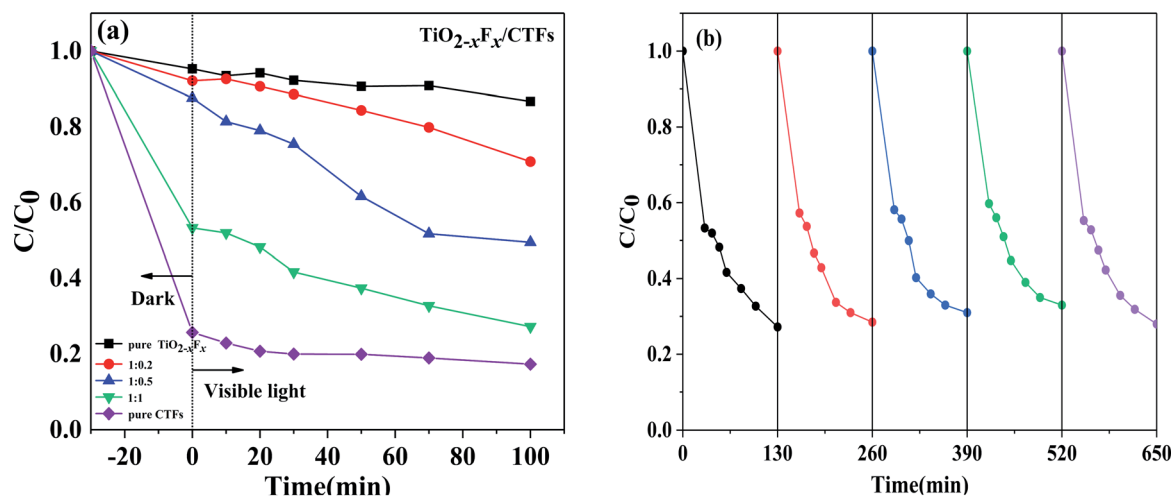 (a)
TiO2-xFx/CTFs
C/C0
1.0
0.8
0.6
0.4
0.2
0.0
Dark
Visible light
pure TiO2-xFx
1:0.2
1:0.5
1:1
pure CTFs
-20
0
20
40
60
80
100
Time(min)
(b)
C/C0
1.0
0.8
0.6
0.4
0.2
0.0
0
130
260
390
520
650
Time(min)